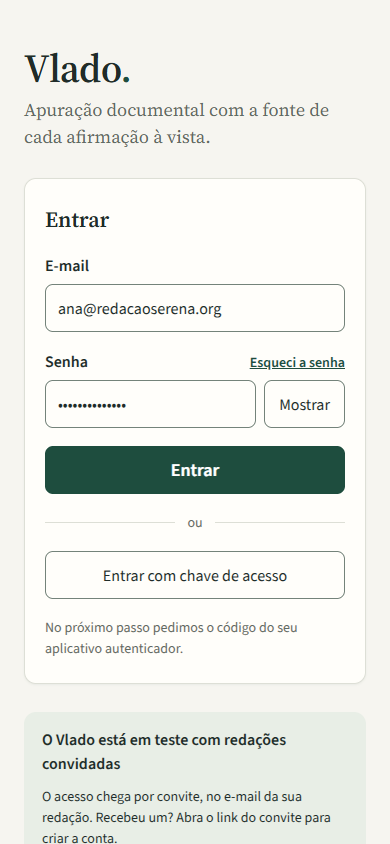 Vlado.
Apuração documental com a fonte de
cada afirmação à vista.
Entrar
E-mail
ana@redacaoserena.org
Senha
Esqueci a senha
••••••••••••••
Mostrar
Entrar
ou
Entrar com chave de acesso
No próximo passo pedimos o código do seu
aplicativo autenticador.
O Vlado está em teste com redações
convidadas
O acesso chega por convite, no e-mail da sua
redação. Recebeu um? Abra o link do convite para
criar a conta.